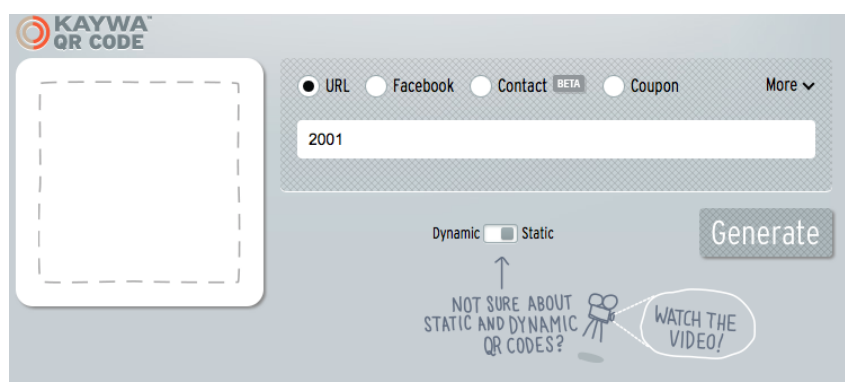 KAYWA
QR CODE
URL Facebook Contact BETA Coupon More
2001
Dynamic Static
Generate
NOT SURE ABOUT
STATIC AND DYNAMIC
QR CODES?
WATCH THE
VIDEO!